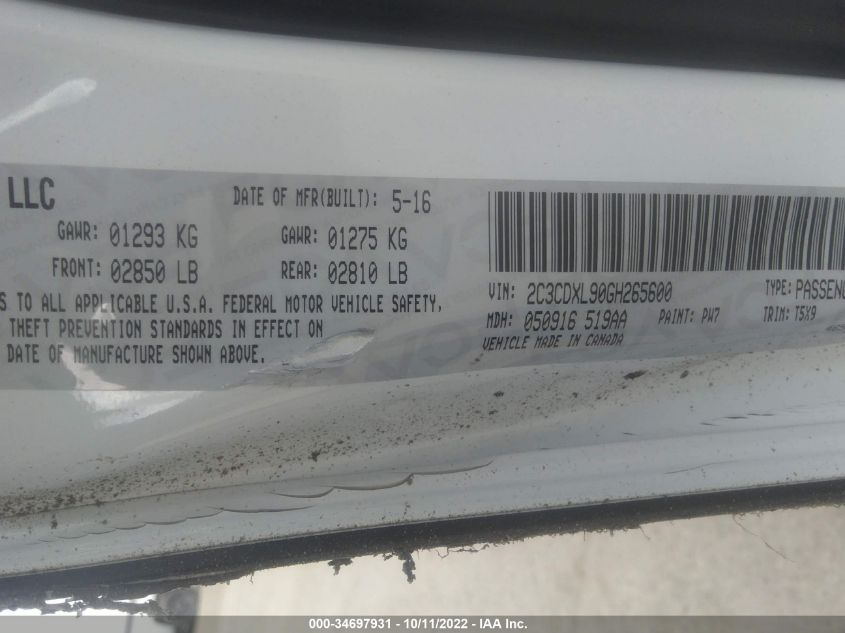 LLC DATE OF MFR(BUILT): 5-16
GAWR: 01293 KG GAWR: 01275 KG
FRONT: 02850 LB REAR: 02810 LB
S TO ALL APPLICABLE U.S.A. FEDERAL MOTOR VEHICLE SAFETY,
THEFT PREVENTION STANDARDS IN EFFECT ON
DATE OF MANUFACTURE SHOWN ABOVE.
VIN: 2C3CDXL90GH265600 TYPE: PASSENG
MDH: 050916 519AA PAINT: PW7 TRIM: T5X9
VEHICLE MADE IN CANADA
000-34697931 - 10/11/2022 - IAA Inc.